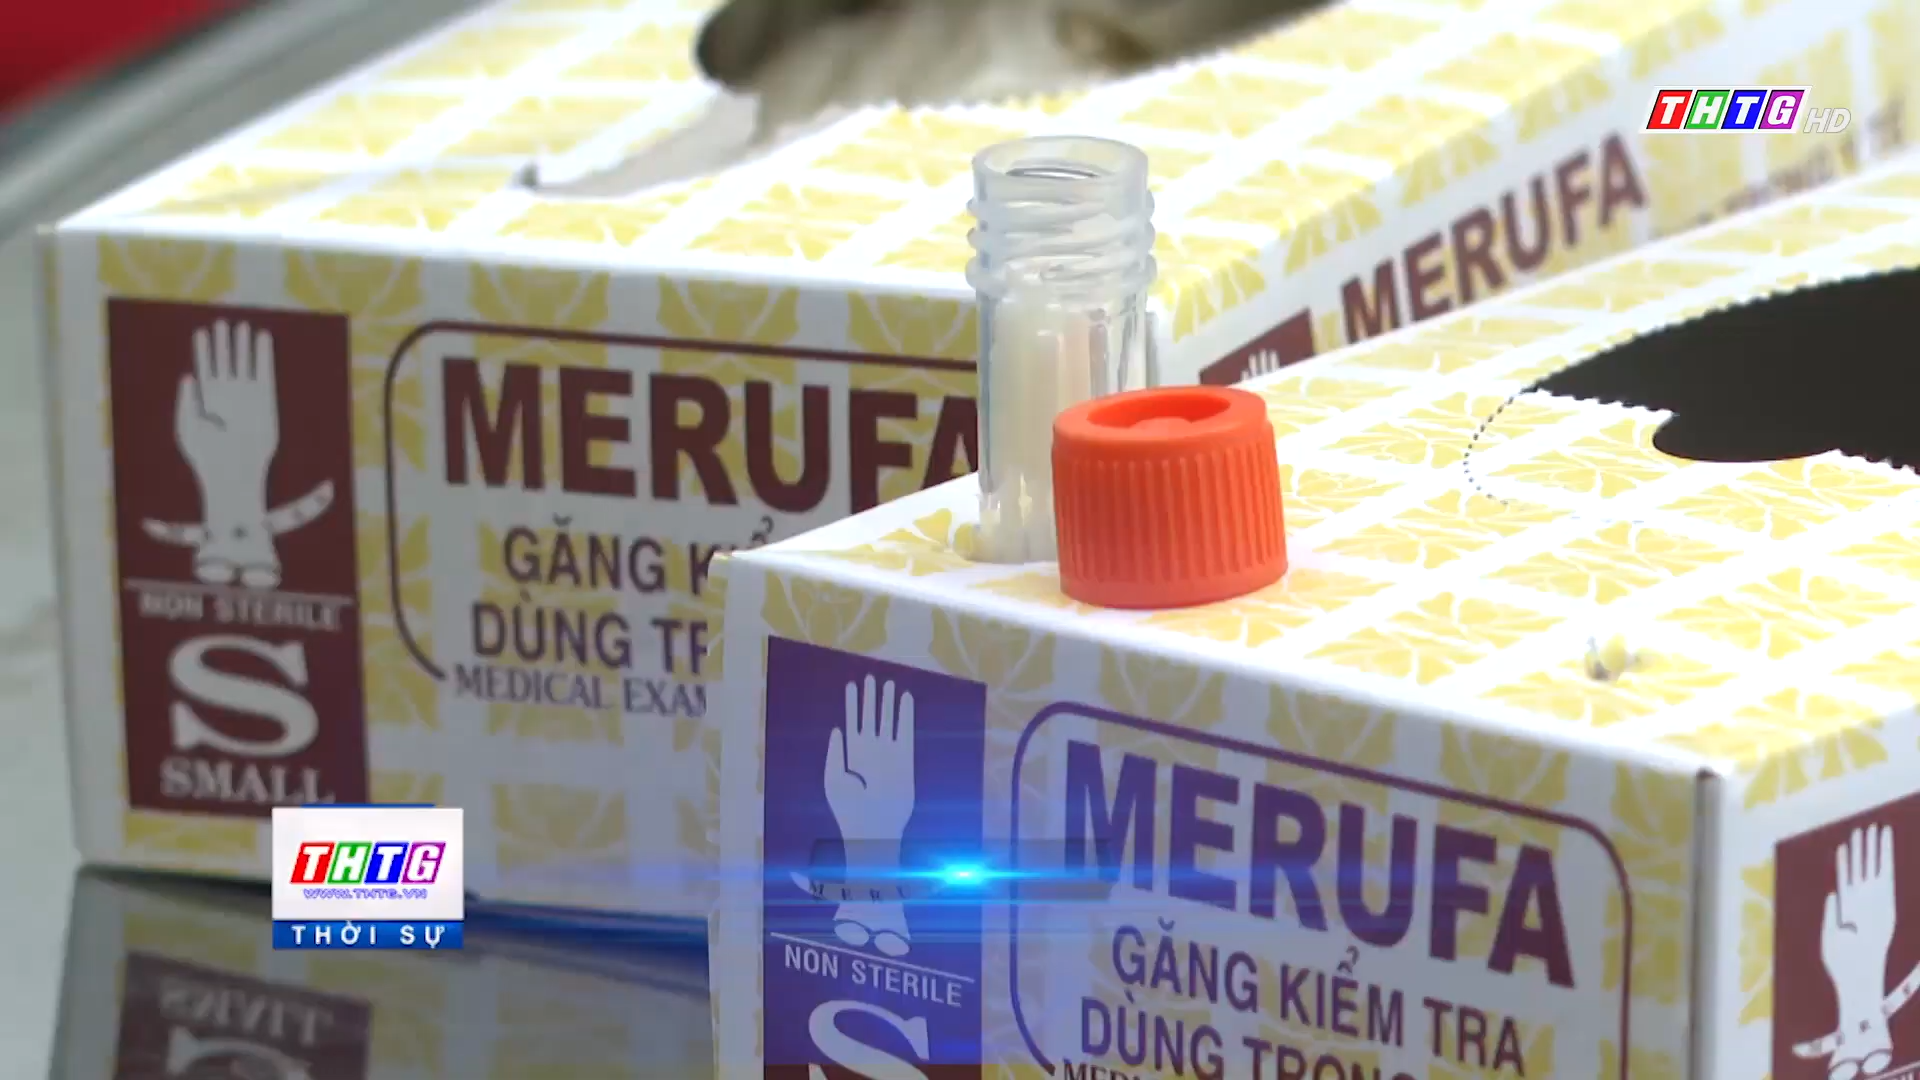 THTG HD
MERUFA
MERUFA
GĂNG KIỂ
DÙNG TR
MEDICAL EXAM
NON STERILE
S
SMALL
MERUFA
GĂNG KIỂM TRA
DÙNG TRONG
NON STERILE
S
THTG
WWW.THTG.VN
THỜI SỰ